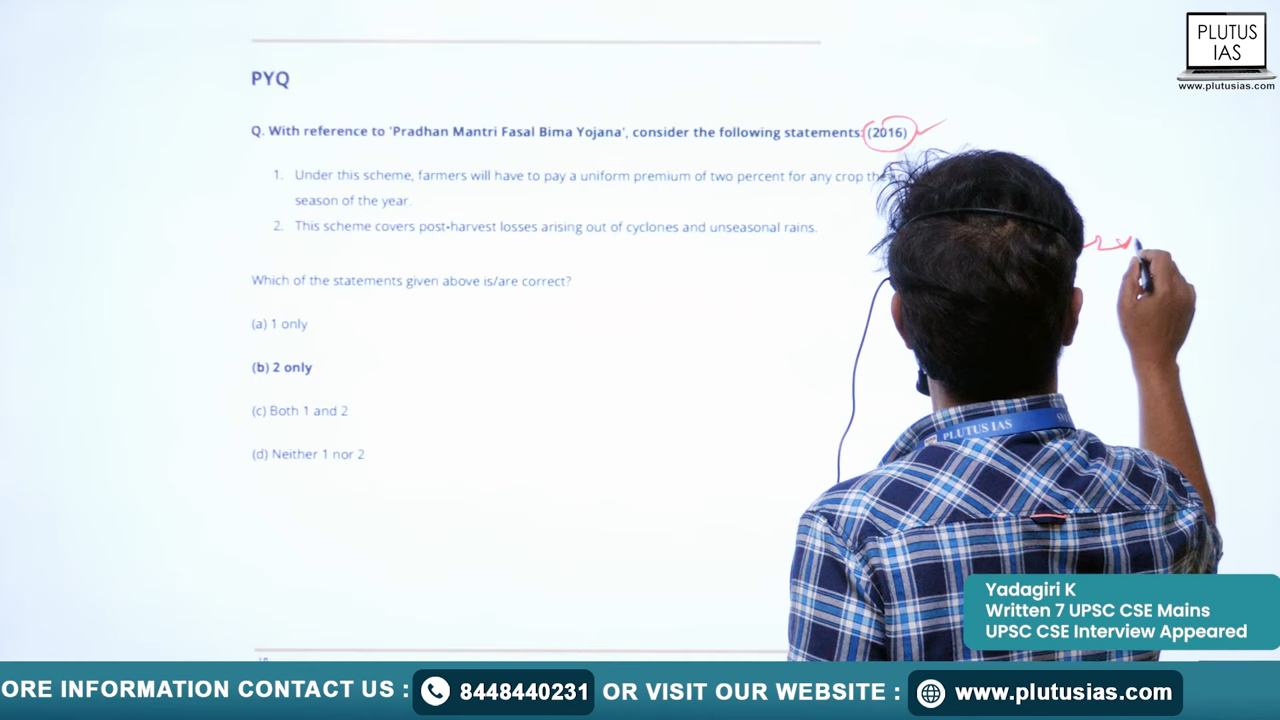 PLUTUS
IAS
www.plutusias.com
PYQ
Q. With reference to 'Pradhan Mantri Fasal Bima Yojana', consider the following statements: (2016)
1. Under this scheme, farmers will have to pay a uniform premium of two percent for any crop
season of the year.
2. This scheme covers post-harvest losses arising out of cyclones and unseasonal rains.
Which of the statements given above is/are correct?
(a) 1 only
(b) 2 only
(c) Both 1 and 2
(d) Neither 1 nor 2
PLUTUS IAS
Yadagiri K
Written 7 UPSC CSE Mains
UPSC CSE Interview Appeared
ORE INFORMATION CONTACT US : 8448440231 OR VISIT OUR WEBSITE : www.plutusias.com